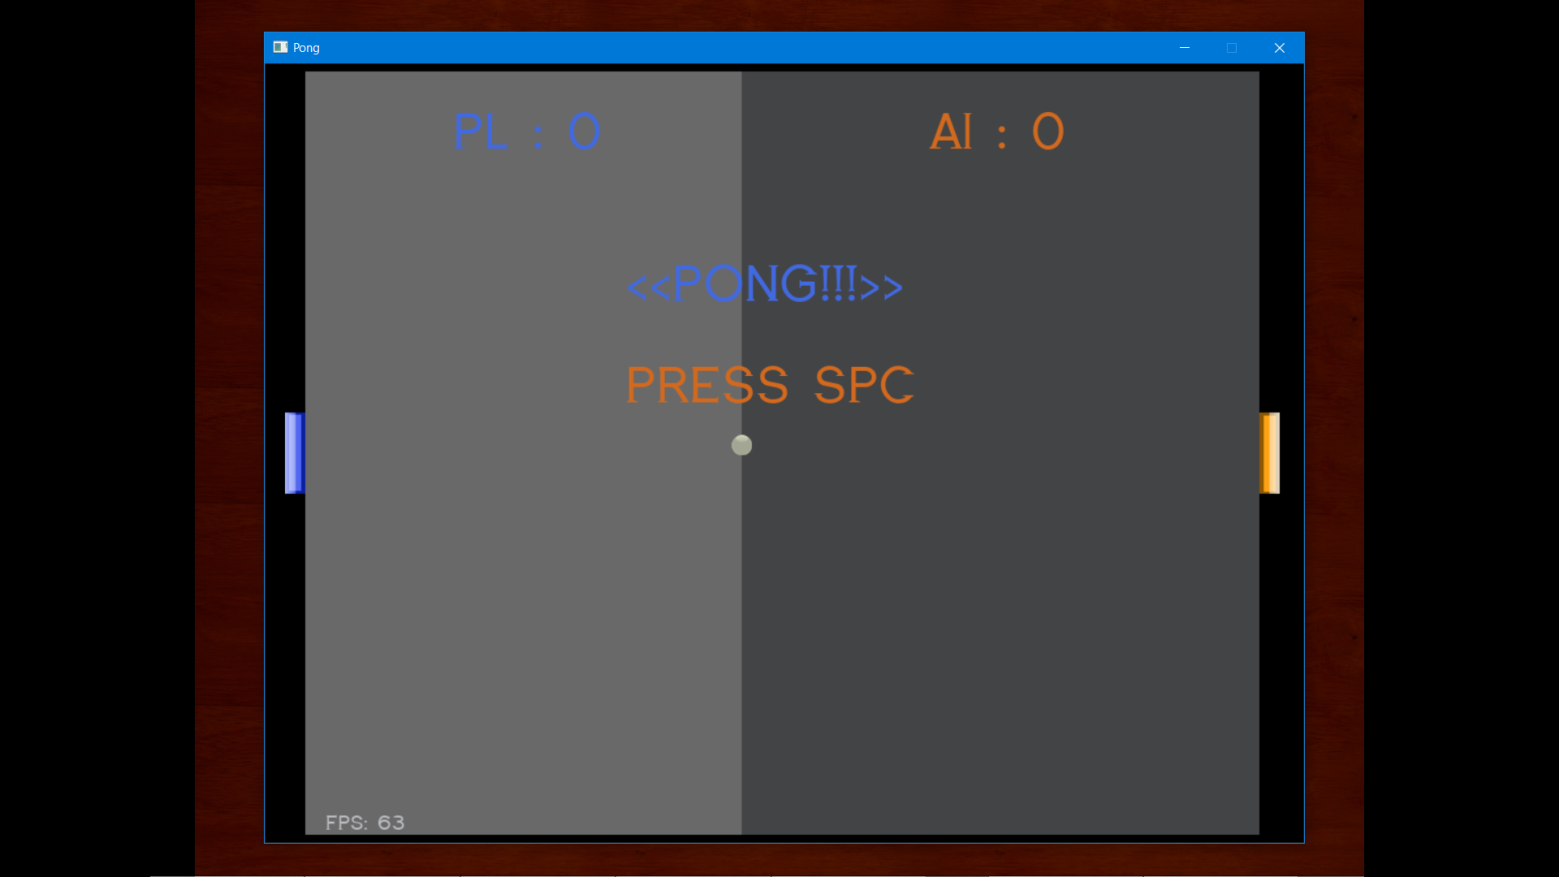 Pong
PL : 0 AI : 0
<<PONG!!!>>
PRESS SPC
FPS: 63